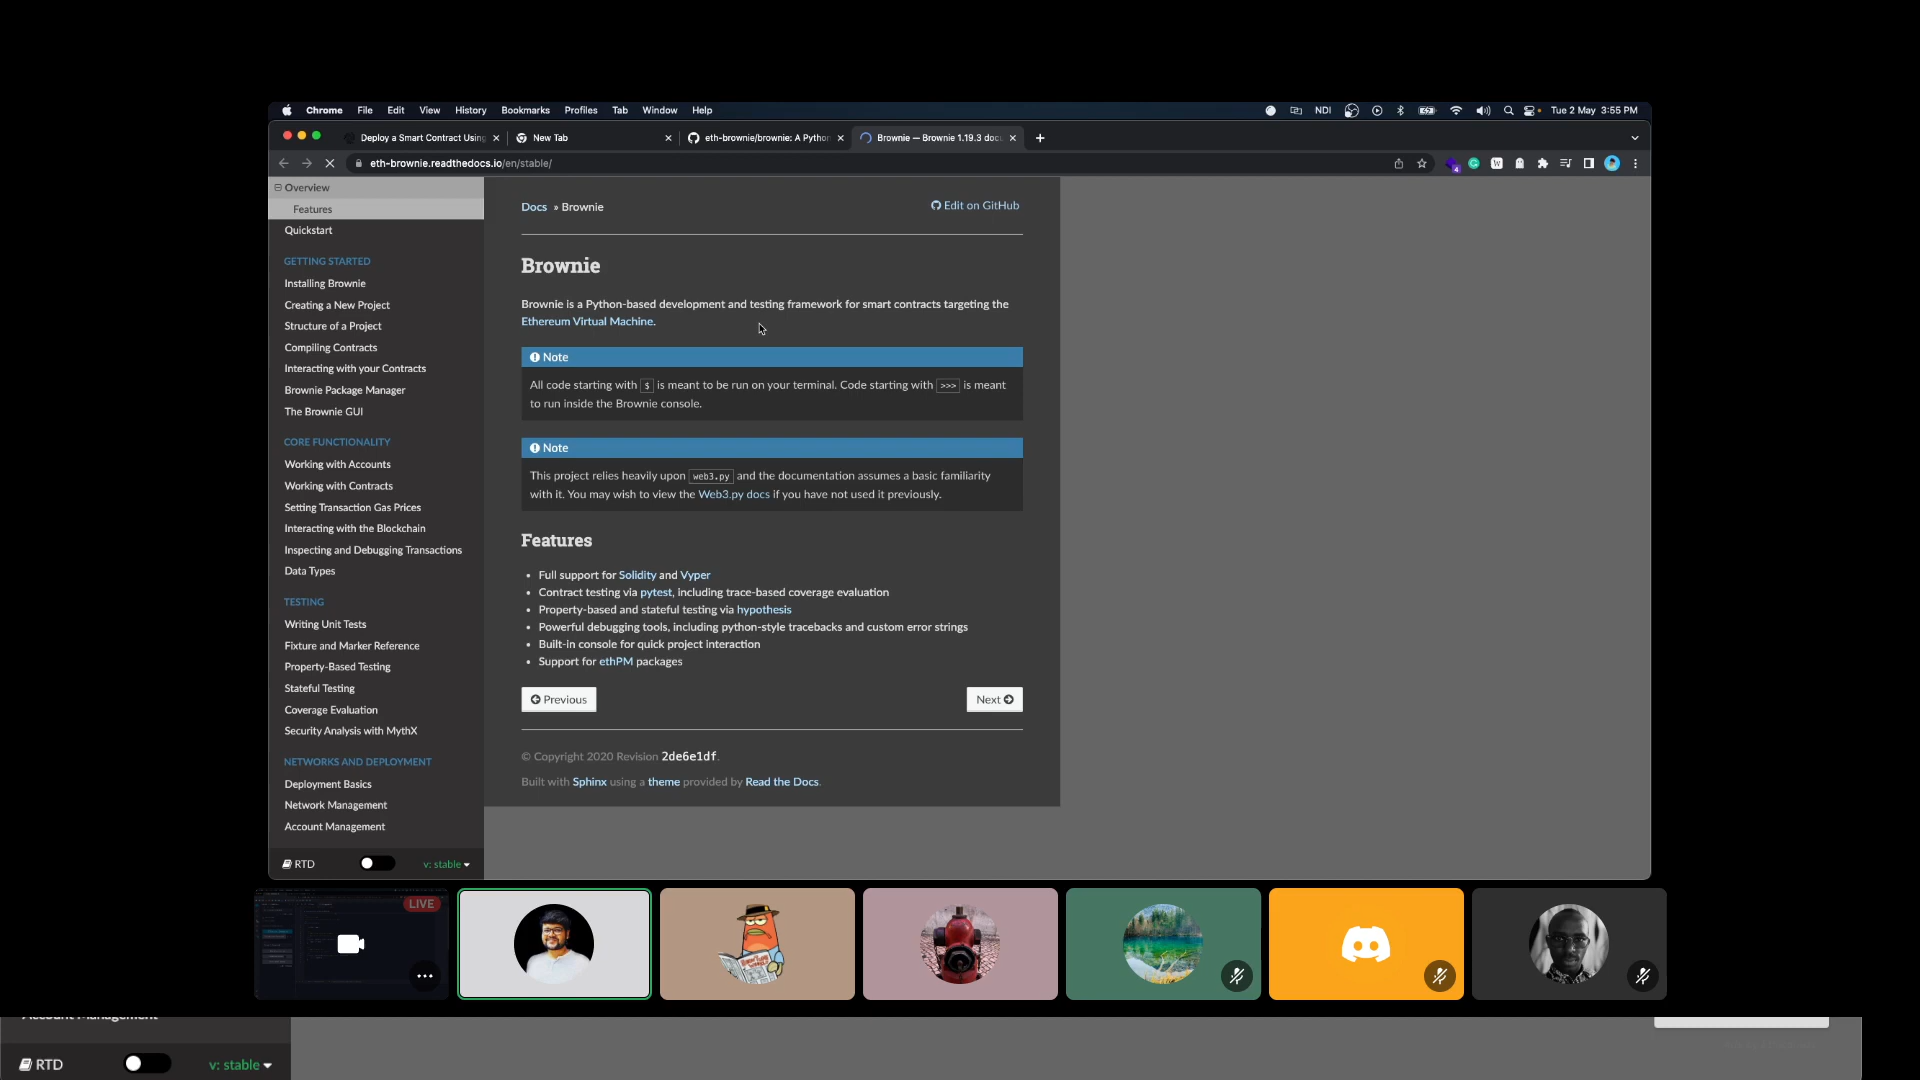 Chrome File Edit View History Bookmarks Profiles Tab Window Help
NDI Tue 2 May 3:55 PM
Deploy a Smart Contract Using
New Tab
eth-brownie/brownie: A Python
Brownie — Brownie 1.19.3 docu
eth-brownie.readthedocs.io/en/stable/
Overview
Features
Quickstart
GETTING STARTED
Installing Brownie
Creating a New Project
Structure of a Project
Compiling Contracts
Interacting with your Contracts
Brownie Package Manager
The Brownie GUI
CORE FUNCTIONALITY
Working with Accounts
Working with Contracts
Setting Transaction Gas Prices
Interacting with the Blockchain
Inspecting and Debugging Transactions
Data Types
TESTING
Writing Unit Tests
Fixture and Marker Reference
Property-Based Testing
Stateful Testing
Coverage Evaluation
Security Analysis with MythX
NETWORKS AND DEPLOYMENT
Deployment Basics
Network Management
Account Management
RTD v: stable
Docs » Brownie
Edit on GitHub
Brownie
Brownie is a Python-based development and testing framework for smart contracts targeting the
Ethereum Virtual Machine.
Note
All code starting with $ is meant to be run on your terminal. Code starting with >>> is meant
to run inside the Brownie console.
Note
This project relies heavily upon web3.py and the documentation assumes a basic familiarity
with it. You may wish to view the Web3.py docs if you have not used it previously.
Features
• Full support for Solidity and Vyper
• Contract testing via pytest, including trace-based coverage evaluation
• Property-based and stateful testing via hypothesis
• Powerful debugging tools, including python-style tracebacks and custom error strings
• Built-in console for quick project interaction
• Support for ethPM packages
Previous
Next
© Copyright 2020 Revision 2de6e1df.
Built with Sphinx using a theme provided by Read the Docs.
LIVE
Account Management
RTD v: stable